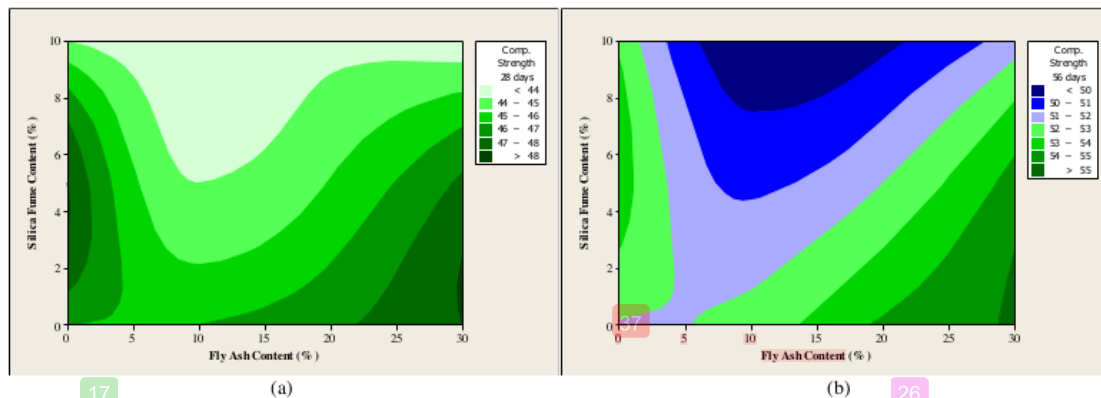 10
8
6
4
2
0
Silica Fume Content (%)
0 5 10 15 20 25 30
Fly Ash Content (%)
Comp.
Strength
28 days
< 44
44 – 45
45 – 46
46 – 47
47 – 48
> 48
(a)
17
10
8
6
4
2
0
Silica Fume Content (%)
0 5 10 15 20 25 30
Fly Ash Content (%)
Comp.
Strength
56 days
< 50
50 – 51
51 – 52
52 – 53
53 – 54
54 – 55
> 55
37
(b)
26